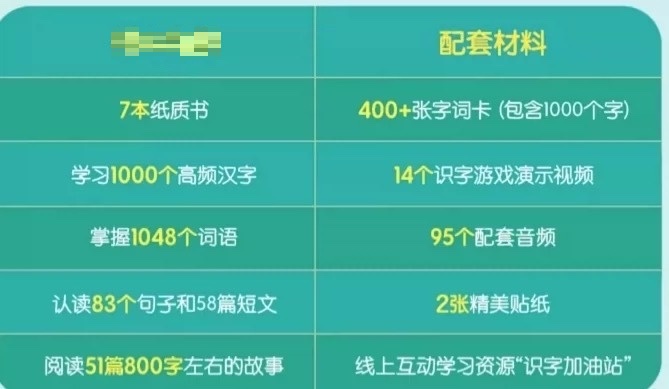 配套材料
7本纸质书
400+张字词卡（包含1000个字）
学习1000个高频汉字
14个识字游戏演示视频
掌握1048个词语
95个配套音频
认读83个句子和58篇短文
2张精美贴纸
阅读51篇800字左右的故事
线上互动学习资源“识字加油站”